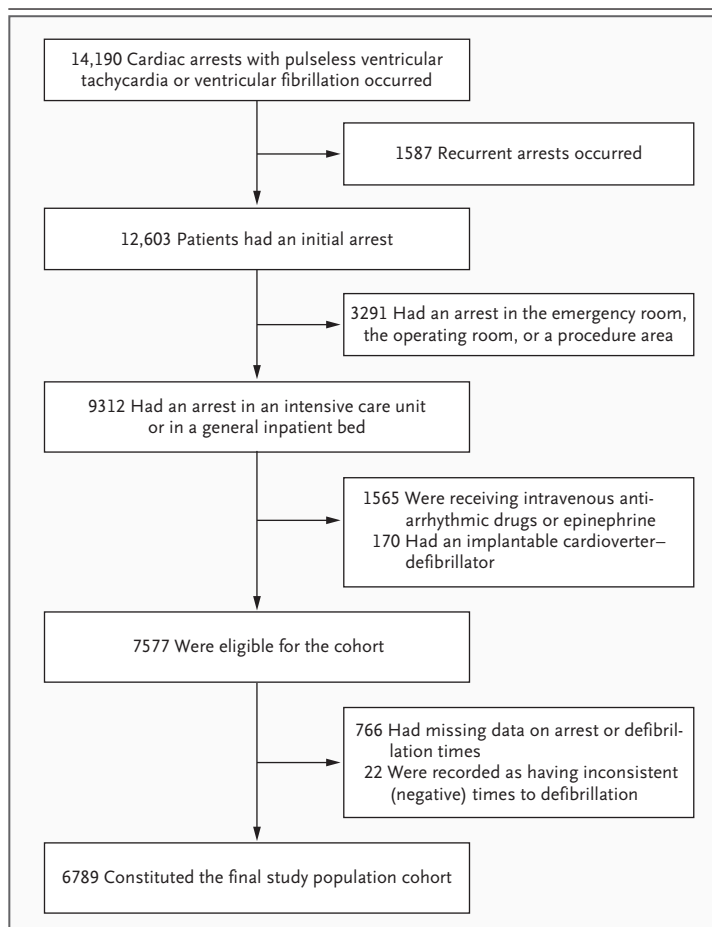 14,190 Cardiac arrests with pulseless ventricular
tachycardia or ventricular fibrillation occurred
1587 Recurrent arrests occurred
12,603 Patients had an initial arrest
3291 Had an arrest in the emergency room,
the operating room, or a procedure area
9312 Had an arrest in an intensive care unit
or in a general inpatient bed
1565 Were receiving intravenous anti-
arrhythmic drugs or epinephrine
170 Had an implantable cardioverter–
defibrillator
7577 Were eligible for the cohort
766 Had missing data on arrest or defibril-
lation times
22 Were recorded as having inconsistent
(negative) times to defibrillation
6789 Constituted the final study population cohort